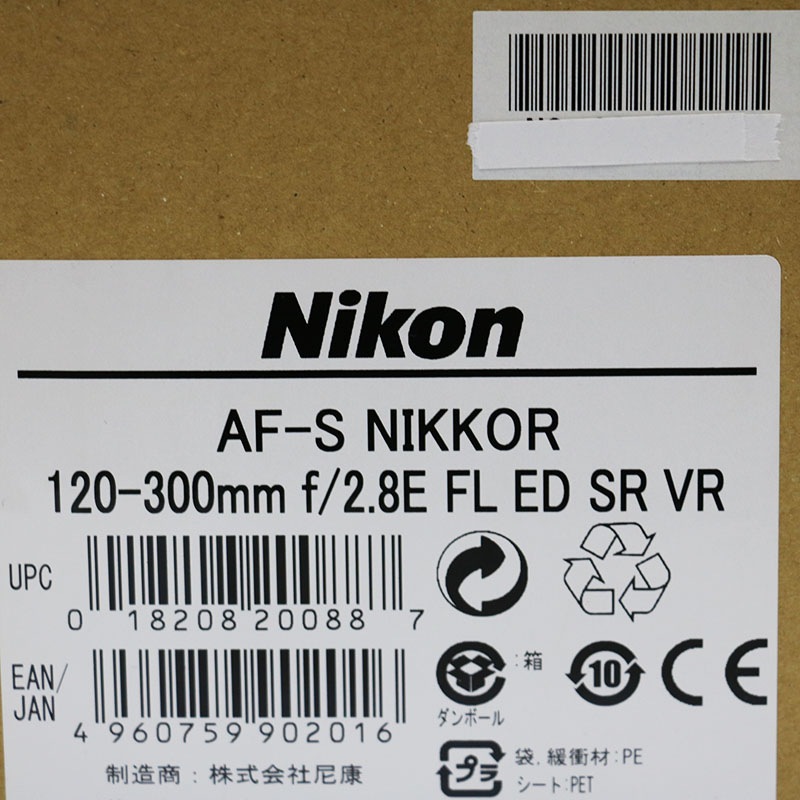 Nikon
AF-S NIKKOR
120-300mm f/2.8E FL ED SR VR
UPC
0 18208 20088 7
EAN/
JAN
4 960759 902016
:箱
10
CE
ダンボール
プラ
袋.緩衝材:PE
シート:PET
制造商：株式会社尼康